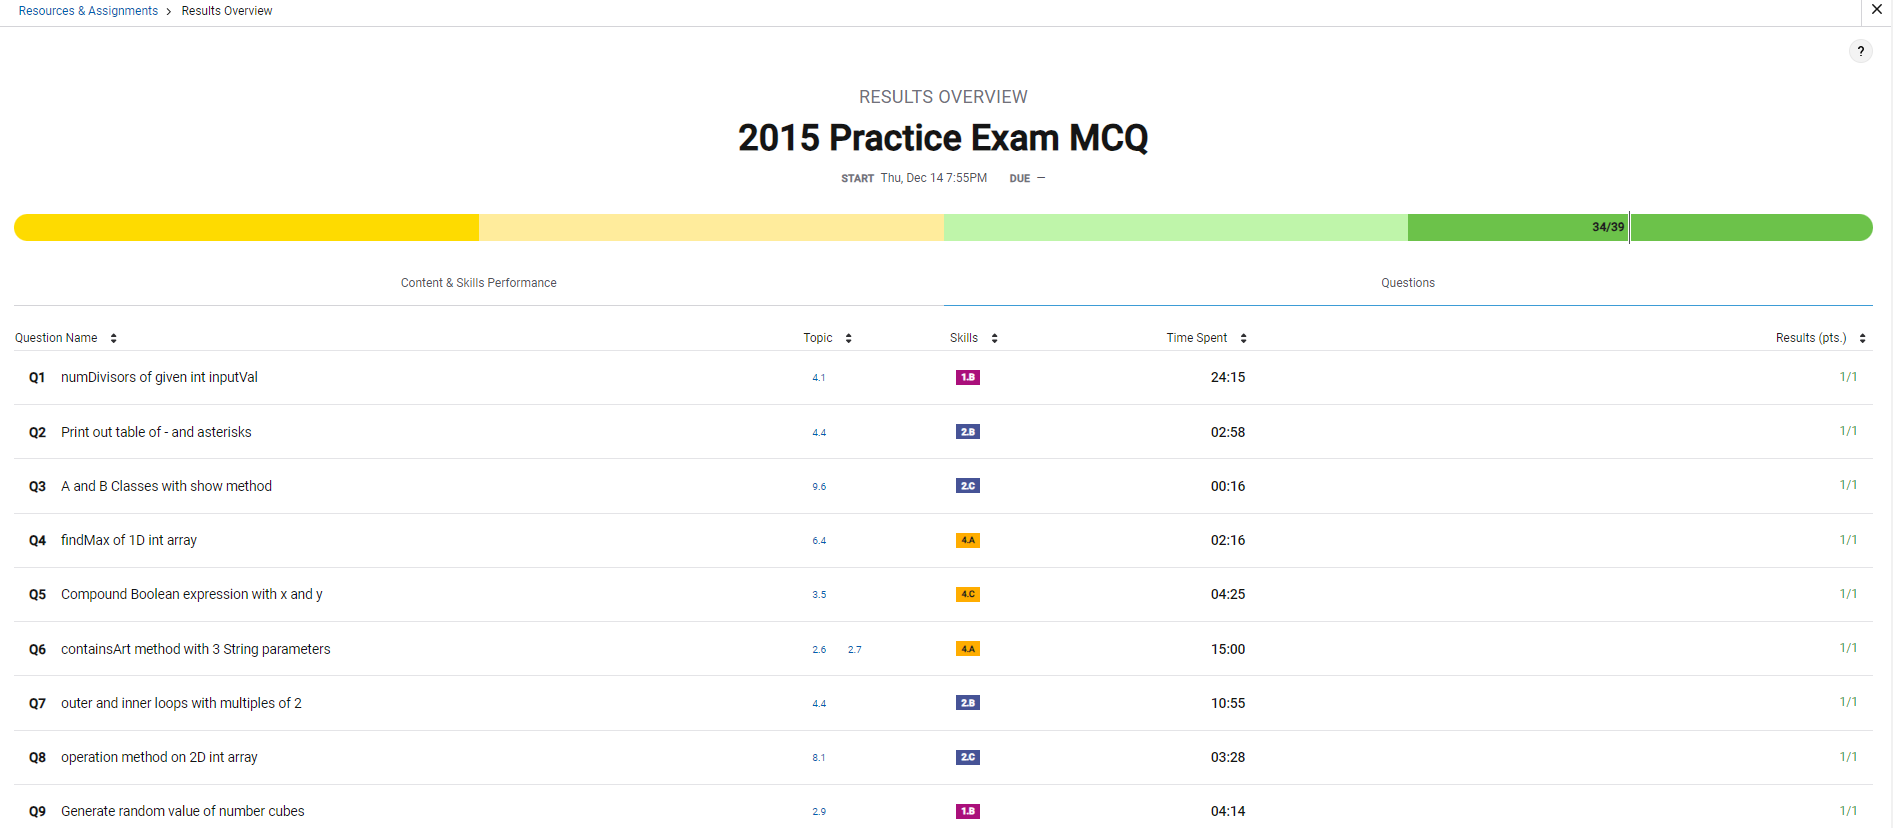 Resources & Assignments > Results Overview
×
?
RESULTS OVERVIEW
2015 Practice Exam MCQ
START Thu, Dec 14 7:55PM DUE —
34/39
Content & Skills Performance Questions
Question Name Topic Skills Time Spent Results (pts.)
Q1 numDivisors of given int inputVal 4.1 1.B 24:15 1/1
Q2 Print out table of - and asterisks 4.4 2.B 02:58 1/1
Q3 A and B Classes with show method 9.6 2.C 00:16 1/1
Q4 findMax of 1D int array 6.4 4.A 02:16 1/1
Q5 Compound Boolean expression with x and y 3.5 4.C 04:25 1/1
Q6 containsArt method with 3 String parameters 2.6 2.7 4.A 15:00 1/1
Q7 outer and inner loops with multiples of 2 4.4 2.B 10:55 1/1
Q8 operation method on 2D int array 8.1 2.C 03:28 1/1
Q9 Generate random value of number cubes 2.9 1.B 04:14 1/1